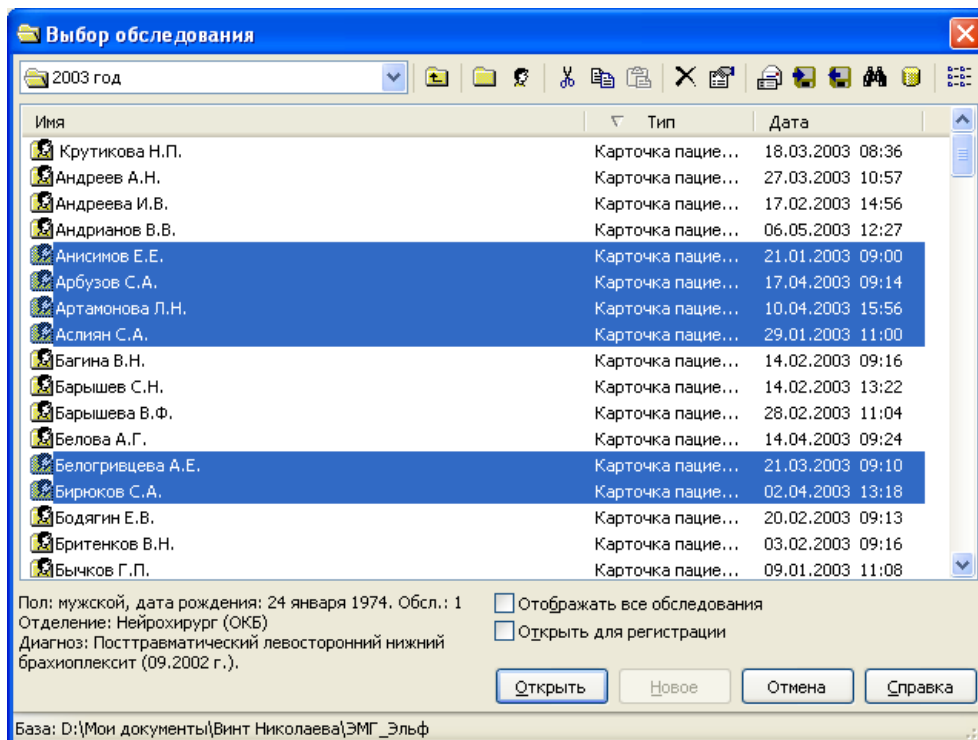 Выбор обследования
2003 год
Имя Тип Дата
Крутикова Н.П. Карточка пацие... 18.03.2003 08:36
Андреев А.Н. Карточка пацие... 27.03.2003 10:57
Андреева И.В. Карточка пацие... 17.02.2003 14:56
Андрианов В.В. Карточка пацие... 06.05.2003 12:27
Анисимов Е.Е. Карточка пацие... 21.01.2003 09:00
Арбузов С.А. Карточка пацие... 17.04.2003 09:14
Артамонова Л.Н. Карточка пацие... 10.04.2003 15:56
Аслиян С.А. Карточка пацие... 29.01.2003 11:00
Багина В.Н. Карточка пацие... 14.02.2003 09:16
Барышев С.Н. Карточка пацие... 14.02.2003 13:22
Барышева В.Ф. Карточка пацие... 28.02.2003 11:04
Белова А.Г. Карточка пацие... 14.04.2003 09:24
Белогривцева А.Е. Карточка пацие... 21.03.2003 09:10
Бирюков С.А. Карточка пацие... 02.04.2003 13:18
Бодягин Е.В. Карточка пацие... 20.02.2003 09:13
Бритенков В.Н. Карточка пацие... 03.02.2003 09:16
Бычков Г.П. Карточка пацие... 09.01.2003 11:08
Пол: мужской, дата рождения: 24 января 1974. Обсл.: 1
Отделение: Нейрохирург (ОКБ)
Диагноз: Посттравматический левосторонний нижний
брахиоплексит (09.2002 г.).
Отображать все обследования
Открыть для регистрации
Открыть Новое Отмена Справка
База: D:\Мои документы\Винт Николаева\ЭМГ_Эльф